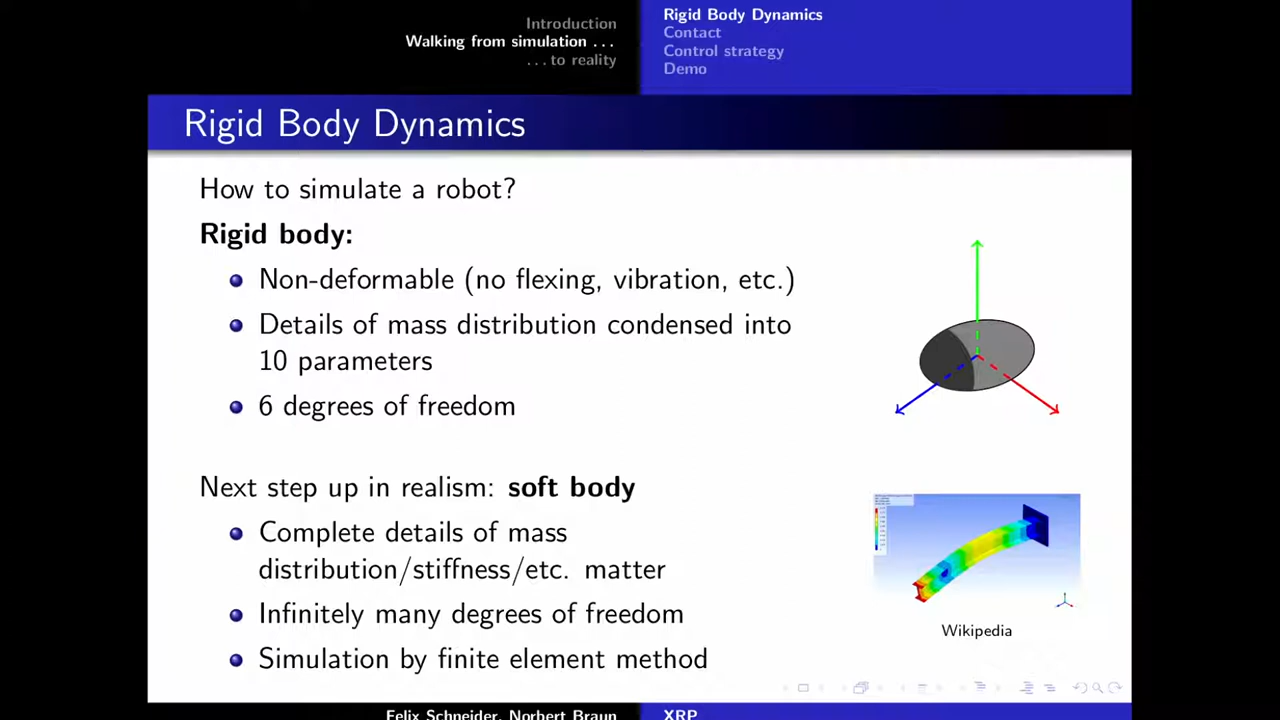 Introduction
Walking from simulation ...
... to reality
Rigid Body Dynamics
Contact
Control strategy
Demo
Rigid Body Dynamics
How to simulate a robot?
Rigid body:
Non-deformable (no flexing, vibration, etc.)
Details of mass distribution condensed into
10 parameters
6 degrees of freedom
Next step up in realism: soft body
Complete details of mass
distribution/stiffness/etc. matter
Infinitely many degrees of freedom
Simulation by finite element method
Wikipedia
Felix Schneider, Norbert Braun
XRP